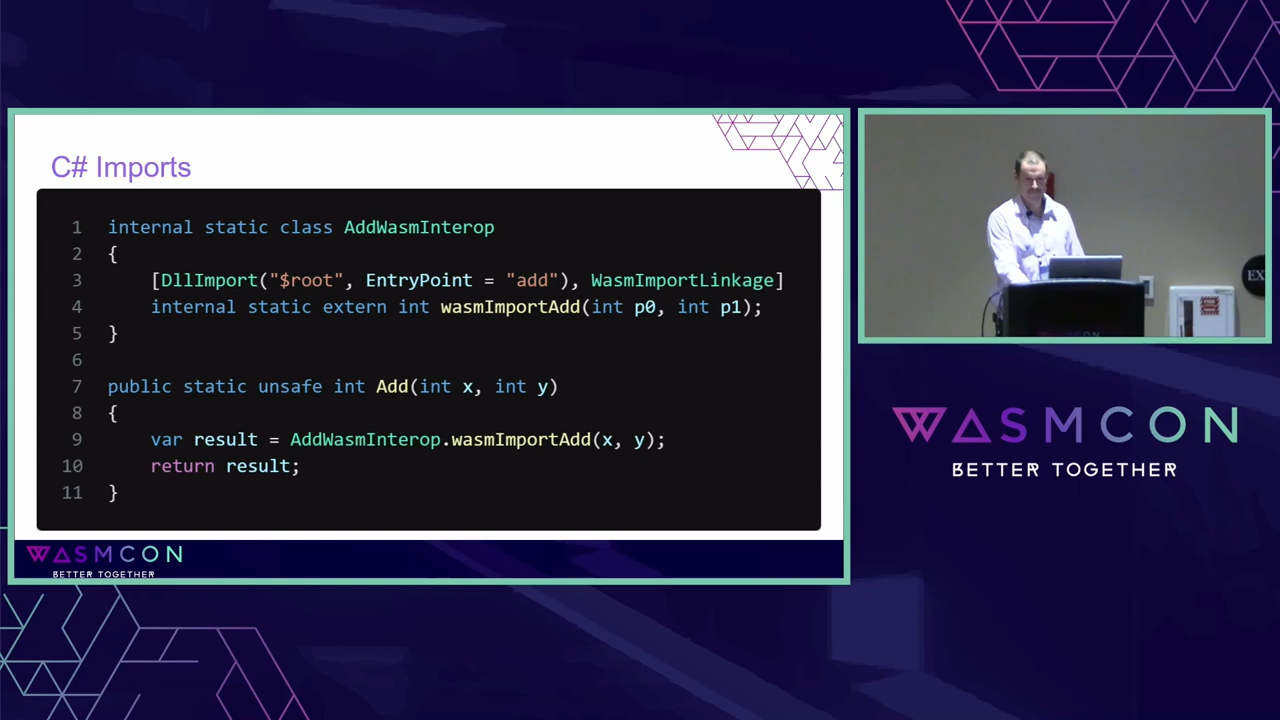 C# Imports
1 internal static class AddWasmInterop
2 {
3 [DllImport("$root", EntryPoint = "add"), WasmImportLinkage]
4 internal static extern int wasmImportAdd(int p0, int p1);
5 }
6
7 public static unsafe int Add(int x, int y)
8 {
9 var result = AddWasmInterop.wasmImportAdd(x, y);
10 return result;
11 }
WASMCON
BETTER TOGETHER
EX
WASMCON
WASMCON
BETTER TOGETHER